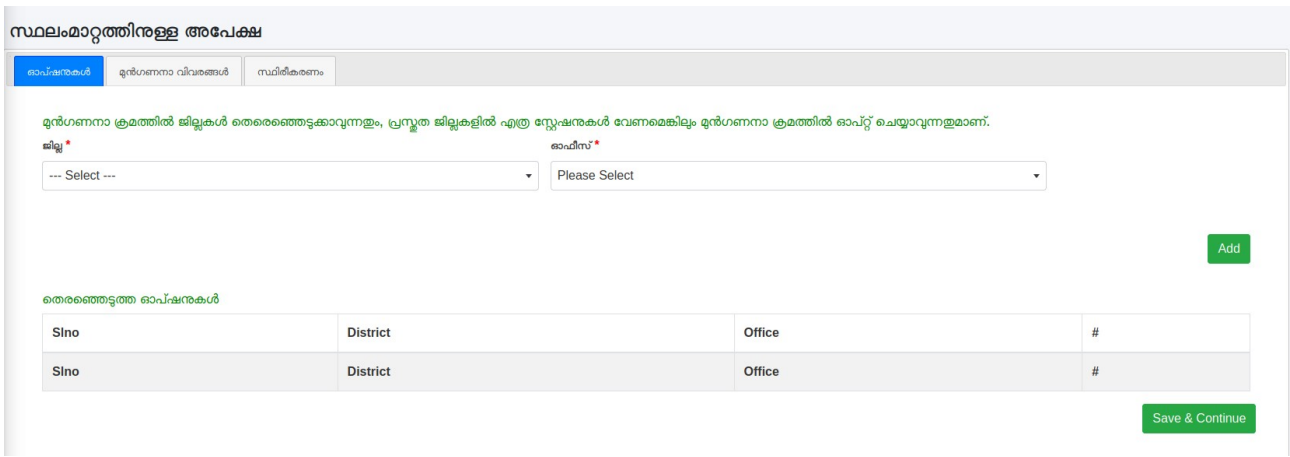 സ്ഥലംമാറ്റത്തിനുള്ള അപേക്ഷ
ഓപ്ഷനുകൾ മുൻഗണനാ വിവരങ്ങൾ സ്ഥിരീകരണം
മുൻഗണനാ ക്രമത്തിൽ ജില്ലകൾ തെരെഞ്ഞെടുക്കാവുന്നതും, പ്രസ്തുത ജില്ലകളിൽ എത്ര സ്റ്റേഷനുകൾ വേണമെങ്കിലും മുൻഗണനാ ക്രമത്തിൽ ഓപ്റ്റ് ചെയ്യാവുന്നതുമാണ്.
ജില്ല * ഓഫീസ് *
--- Select --- Please Select
Add
തെരഞ്ഞെടുത്ത ഓപ്ഷനുകൾ
Slno District Office #
Slno District Office #
Save & Continue